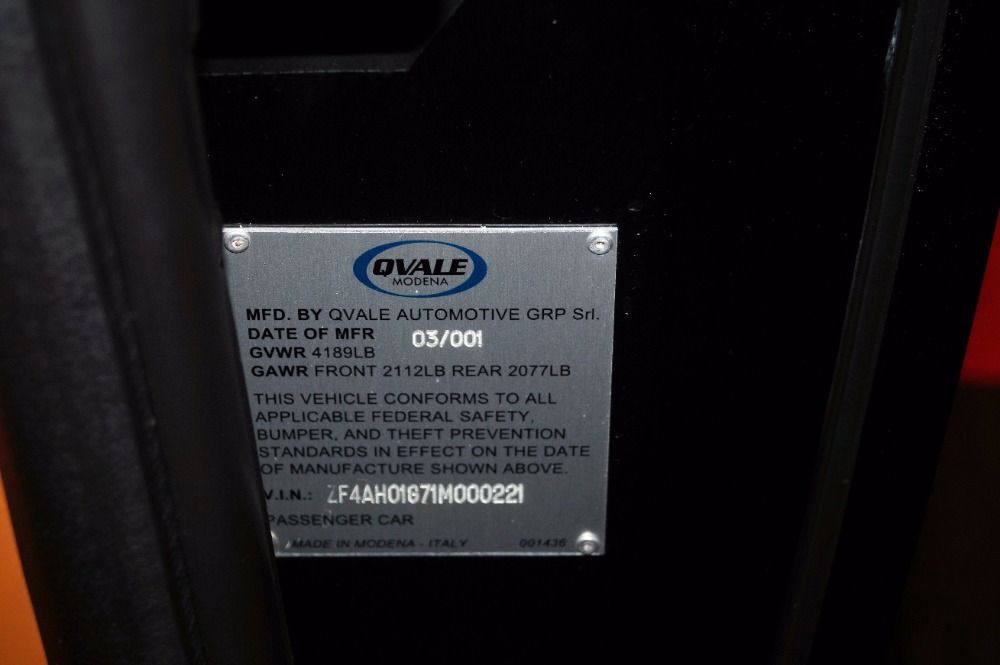 QVALE
MODENA
MFD. BY QVALE AUTOMOTIVE GRP Srl.
DATE OF MFR 03/001
GVWR 4189LB
GAWR FRONT 2112LB REAR 2077LB
THIS VEHICLE CONFORMS TO ALL
APPLICABLE FEDERAL SAFETY,
BUMPER, AND THEFT PREVENTION
STANDARDS IN EFFECT ON THE DATE
OF MANUFACTURE SHOWN ABOVE.
V.I.N.: ZF4AH01G71M000221
PASSENGER CAR
MADE IN MODENA - ITALY 001436